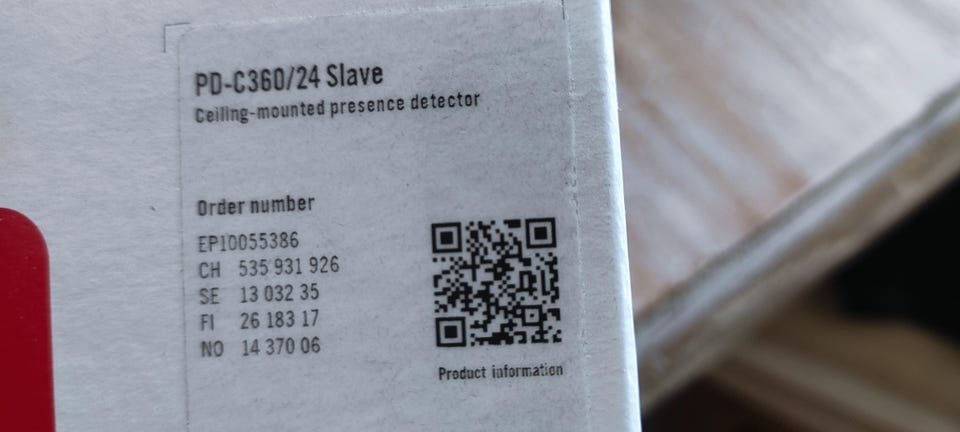 PD-C360/24 Slave
Ceiling-mounted presence detector
Order number
EP10055386
CH 535 931 926
SE 13 032 35
FI 26 183 17
NO 14 370 06
Product information